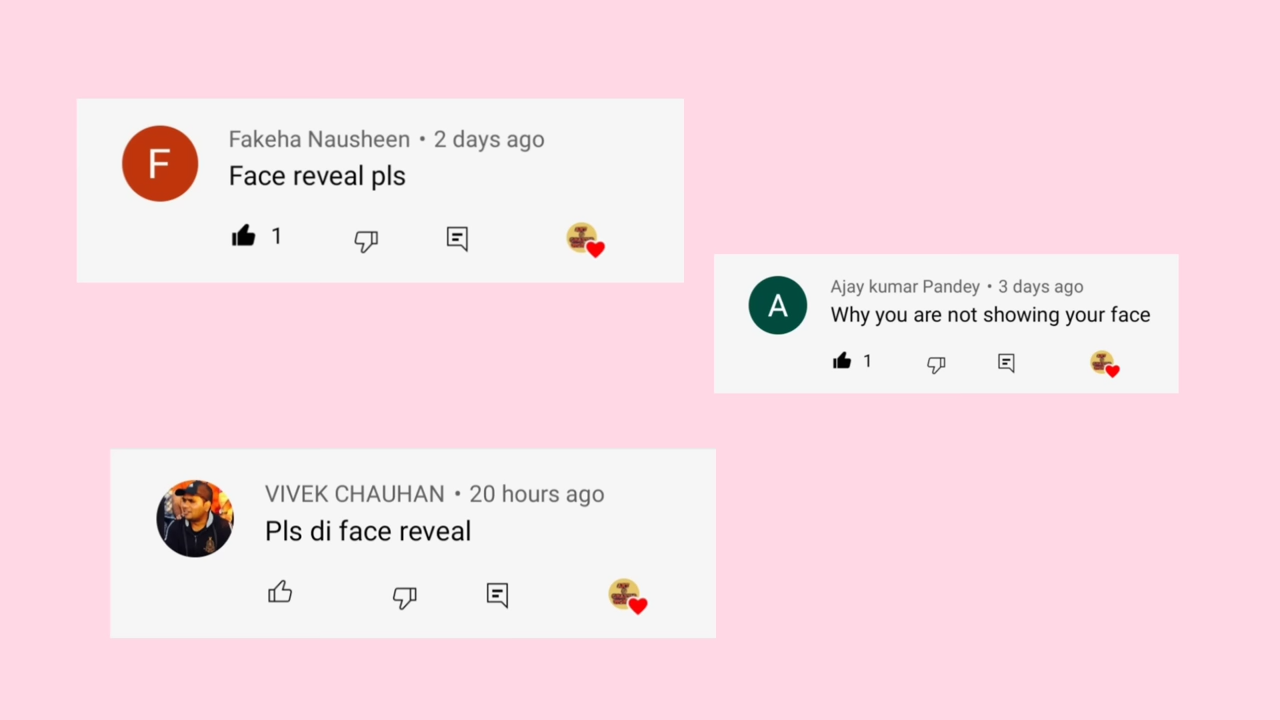 F
Fakeha Nausheen • 2 days ago
Face reveal pls
1
A
Ajay kumar Pandey • 3 days ago
Why you are not showing your face
1
VIVEK CHAUHAN • 20 hours ago
Pls di face reveal